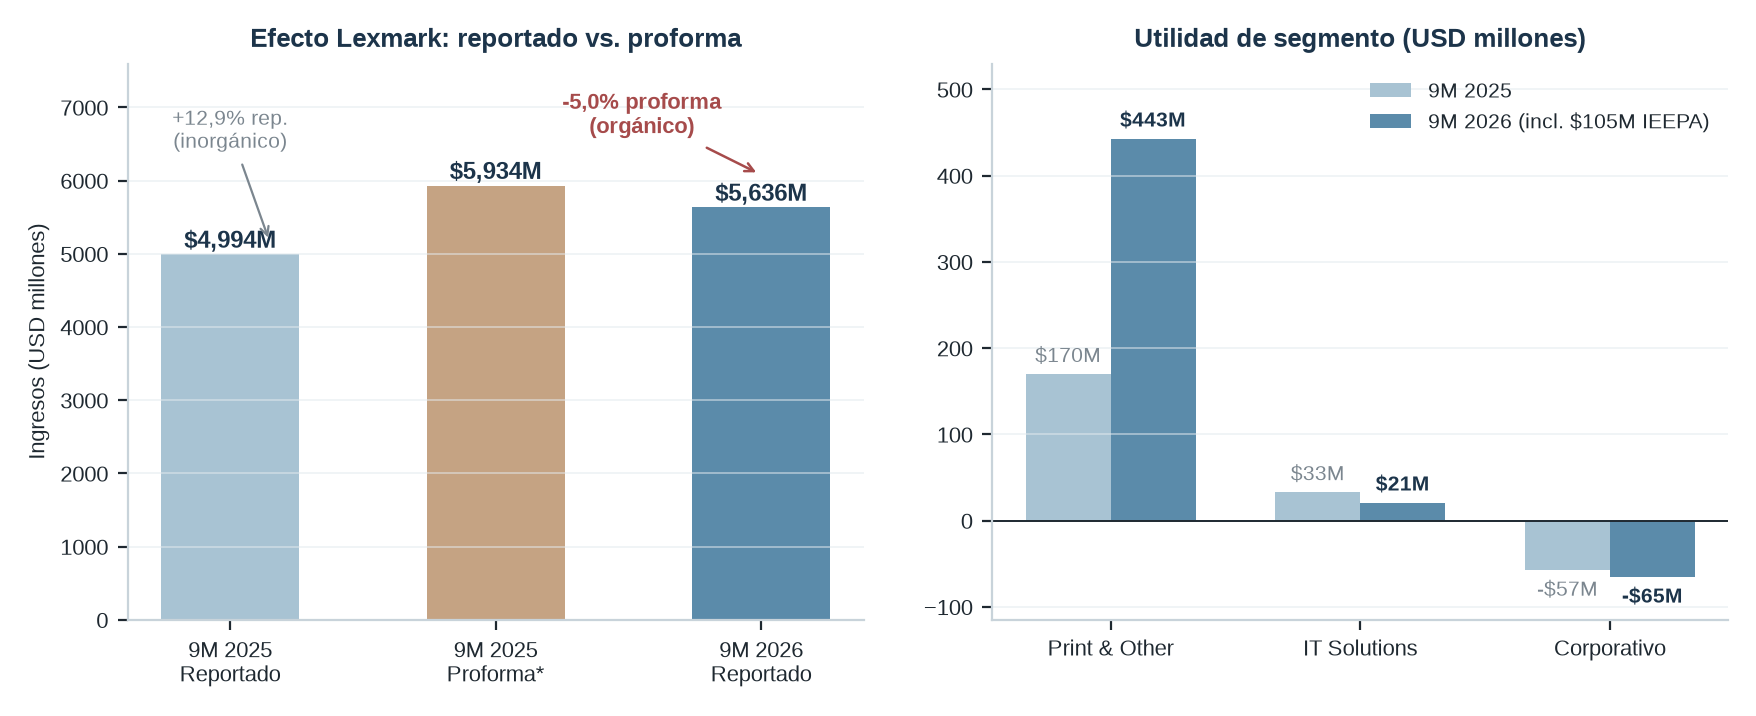 Efecto Lexmark: reportado vs. proforma
Ingresos (USD millones)
7000
6000
5000
4000
3000
2000
1000
0
+12,9% rep.
(inorgánico)
-5,0% proforma
(orgánico)
$4,994M
$5,934M
$5,636M
9M 2025
Reportado
9M 2025
Proforma*
9M 2026
Reportado
Utilidad de segmento (USD millones)
500
400
300
200
100
0
−100
9M 2025
9M 2026 (incl. $105M IEEPA)
$170M
$443M
$33M
$21M
-$57M
-$65M
Print & Other
IT Solutions
Corporativo